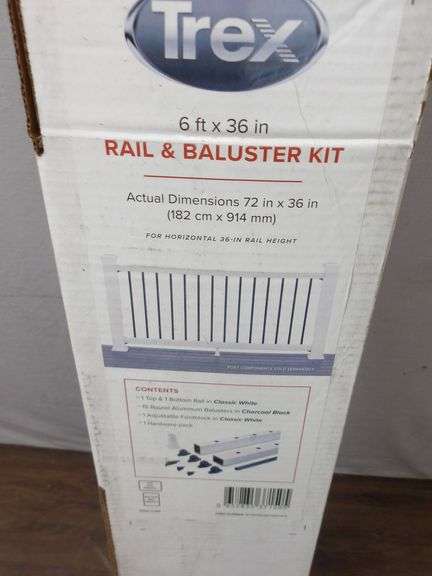 Trex
6 ft x 36 in
RAIL & BALUSTER KIT
Actual Dimensions 72 in x 36 in
(182 cm x 914 mm)
FOR HORIZONTAL 36-IN RAIL HEIGHT
POST COMPONENTS SOLD SEPARATELY
CONTENTS
• 1 Top & 1 Bottom Rail in Classic White
• 15 Round Aluminum Balusters in Charcoal Black
• 1 Adjustable Footblock in Classic White
• 1 Hardware pack